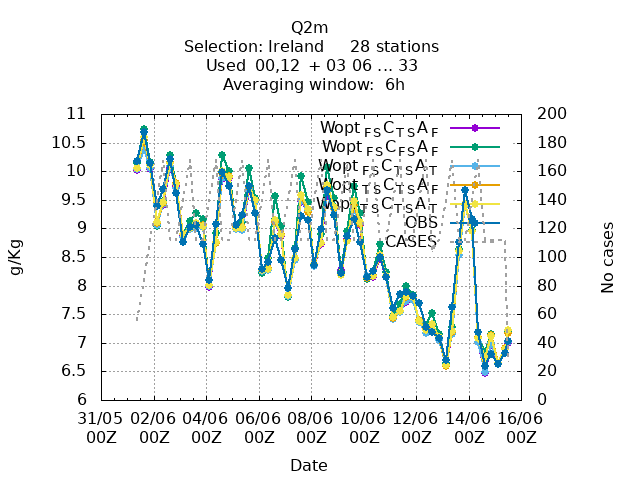 Q2m
Selection: Ireland 28 stations
Used 00,12 + 03 06 ... 33
Averaging window: 6h
11
10.5
10
9.5
9
8.5
8
7.5
7
6.5
6
g/Kg
200
180
160
140
120
100
80
60
40
20
0
No cases
Wopt FS C TS A F
Wopt FS C FS A F
Wopt FS C TS A T
Wopt TS C TS A F
Wopt TS C TS A T
OBS
CASES
31/05 02/06 04/06 06/06 08/06 10/06 12/06 14/06 16/06
00Z 00Z 00Z 00Z 00Z 00Z 00Z 00Z 00Z
Date